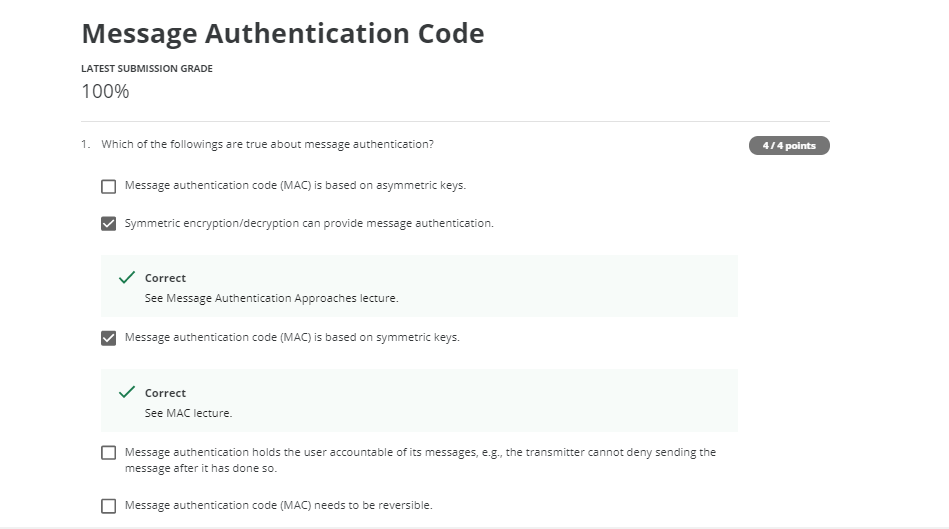 Message Authentication Code
LATEST SUBMISSION GRADE
100%
1. Which of the followings are true about message authentication?
4 / 4 points
Message authentication code (MAC) is based on asymmetric keys.
Symmetric encryption/decryption can provide message authentication.
Correct
See Message Authentication Approaches lecture.
Message authentication code (MAC) is based on symmetric keys.
Correct
See MAC lecture.
Message authentication holds the user accountable of its messages, e.g., the transmitter cannot deny sending the
message after it has done so.
Message authentication code (MAC) needs to be reversible.